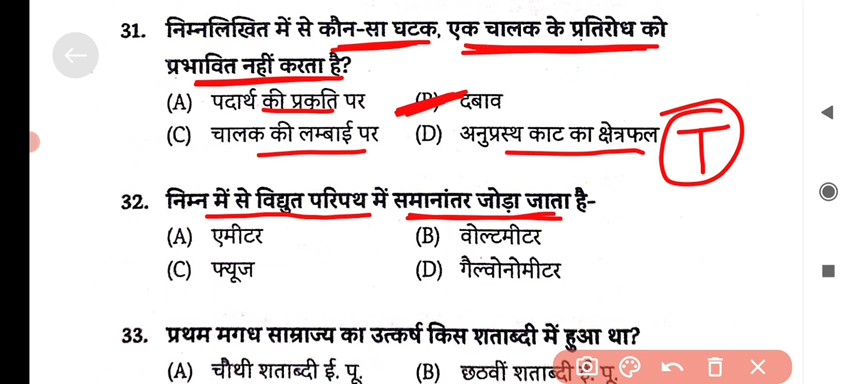 31. निम्नलिखित में से कौन-सा घटक, एक चालक के प्रतिरोध को
प्रभावित नहीं करता है?
(A) पदार्थ की प्रकृति पर (B) दबाव
(C) चालक की लम्बाई पर (D) अनुप्रस्थ काट का क्षेत्रफल T
32. निम्न में से विद्युत परिपथ में समानांतर जोड़ा जाता है-
(A) एमीटर (B) वोल्टमीटर
(C) फ्यूज (D) गैल्वोनोमीटर
33. प्रथम मगध साम्राज्य का उत्कर्ष किस शताब्दी में हुआ था?
(A) चौथी शताब्दी ई. पू. (B) छठवीं शताब्दी ई. पू.